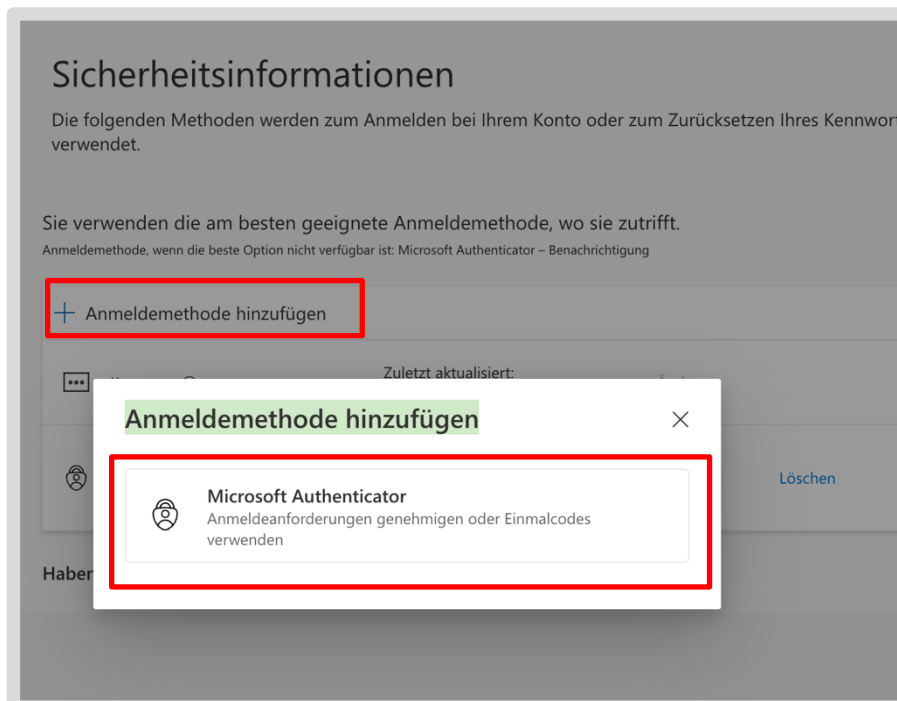 Sicherheitsinformationen
Die folgenden Methoden werden zum Anmelden bei Ihrem Konto oder zum Zurücksetzen Ihres Kennwor
verwendet.
Sie verwenden die am besten geeignete Anmeldemethode, wo sie zutrifft.
Anmeldemethode, wenn die beste Option nicht verfügbar ist: Microsoft Authenticator – Benachrichtigung
+ Anmeldemethode hinzufügen
Zuletzt aktualisiert:
Anmeldemethode hinzufügen
Microsoft Authenticator
Anmeldeanforderungen genehmigen oder Einmalcodes
verwenden
Löschen
Haben